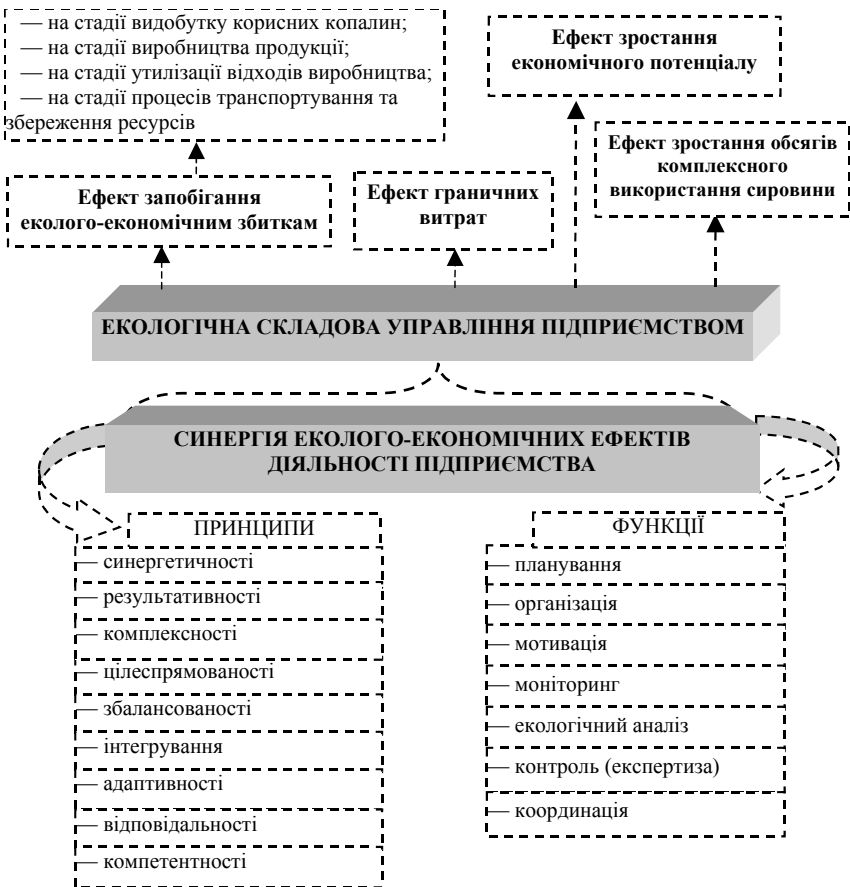 — на стадії видобутку корисних копалин;
— на стадії виробництва продукції;
— на стадії утилізації відходів виробництва;
— на стадії процесів транспортування та
збереження ресурсів
Ефект зростання
економічного потенціалу
Ефект запобігання
еколого-економічним збиткам
Ефект граничних
витрат
Ефект зростання обсягів
комплексного
використання сировини
ЕКОЛОГІЧНА СКЛАДОВА УПРАВЛІННЯ ПІДПРИЄМСТВОМ
СИНЕРГІЯ ЕКОЛОГО-ЕКОНОМІЧНИХ ЕФЕКТІВ
ДІЯЛЬНОСТІ ПІДПРИЄМСТВА
ПРИНЦИПИ
— синергетичності
— результативності
— комплексності
— цілеспрямованості
— збалансованості
— інтегрування
— адаптивності
— відповідальності
— компетентності
ФУНКЦІЇ
— планування
— організація
— мотивація
— моніторинг
— екологічний аналіз
— контроль (експертиза)
— координація